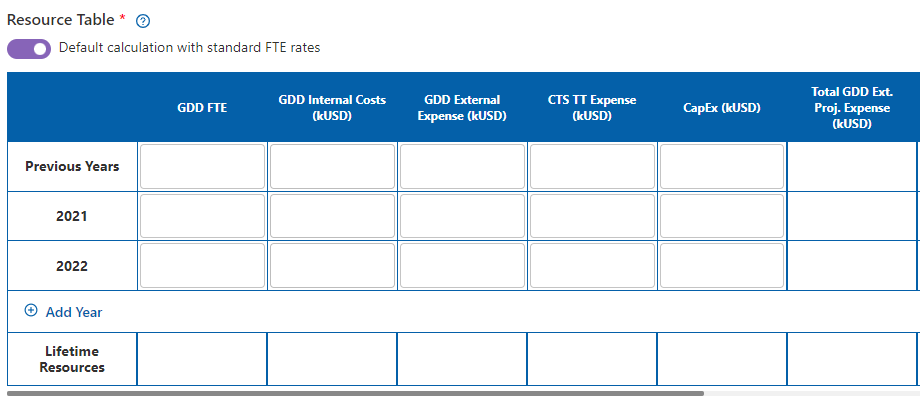 Resource Table * ?
Default calculation with standard FTE rates
GDD FTE
GDD Internal Costs
(kUSD)
GDD External
Expense (kUSD)
CTS TT Expense
(kUSD)
CapEx (kUSD)
Total GDD Ext.
Proj. Expense
(kUSD)
Previous Years
2021
2022
Add Year
Lifetime
Resources